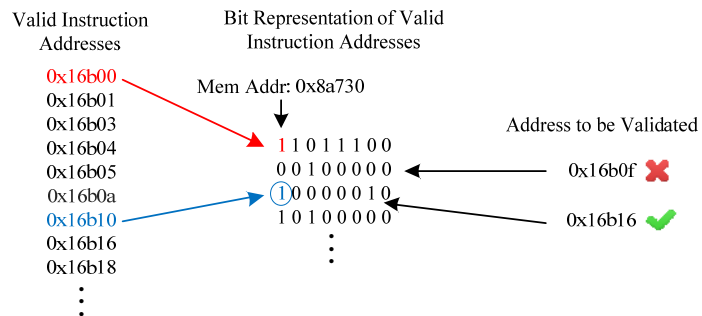 Valid Instruction
Addresses
0x16b00
0x16b01
0x16b03
0x16b04
0x16b05
0x16b0a
0x16b10
0x16b16
0x16b18
Bit Representation of Valid
Instruction Addresses
Mem Addr: 0x8a730
1 1 0 1 1 1 0 0
0 0 1 0 0 0 0 0
1 0 0 0 0 0 1 0
1 0 1 0 0 0 0 0
Address to be Validated
0x16b0f
0x16b16